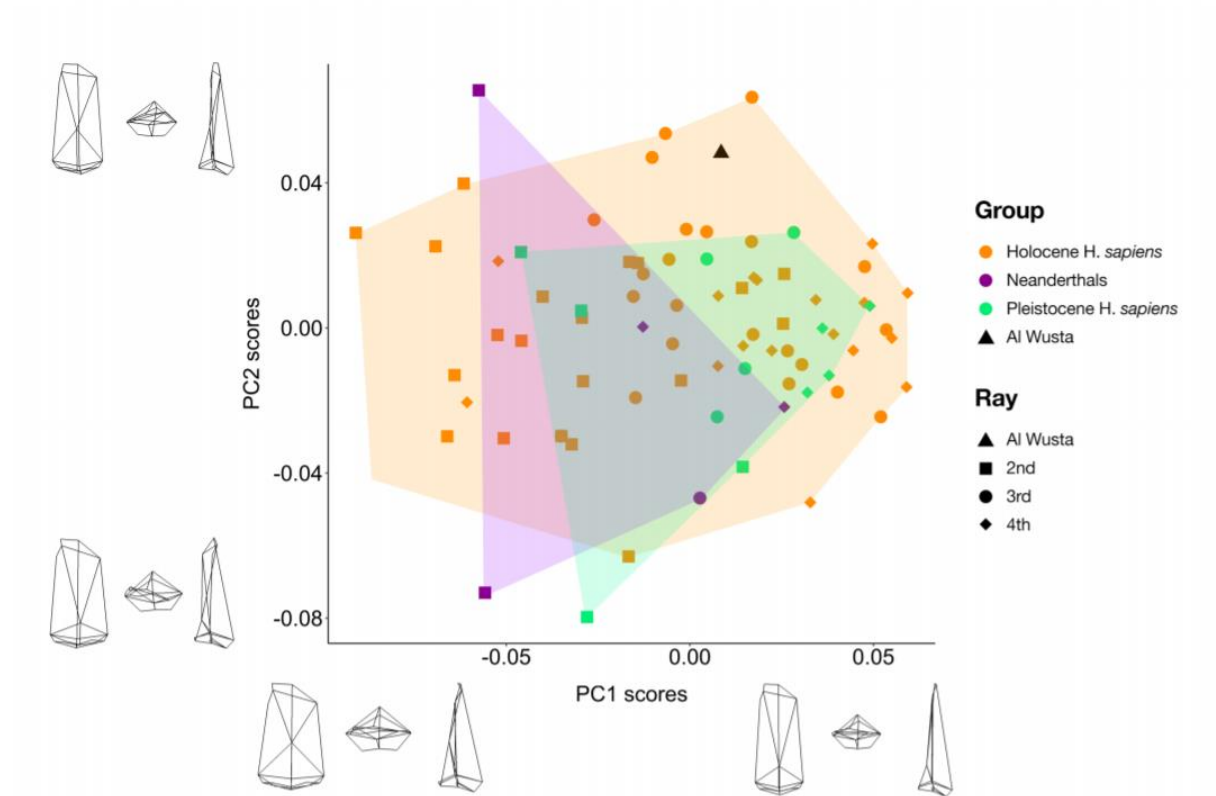 0.04
0.00
-0.04
-0.08
PC2 scores
-0.05
0.00
0.05
PC1 scores
Group
Holocene H. sapiens
Neanderthals
Pleistocene H. sapiens
Al Wusta
Ray
Al Wusta
2nd
3rd
4th